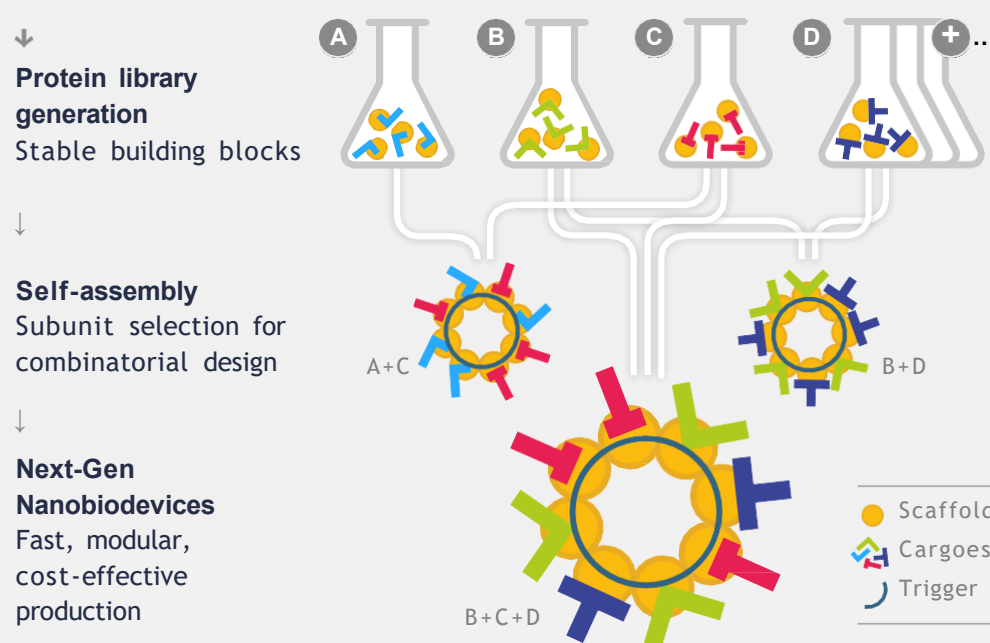 A
B
C
D
+ ..
Protein library
generation
Stable building blocks
Self-assembly
Subunit selection for
combinatorial design
A+C
B+D
Next-Gen
Nanobiodevices
Fast, modular,
cost-effective
production
B+C+D
Scaffold
Cargoes
Trigger